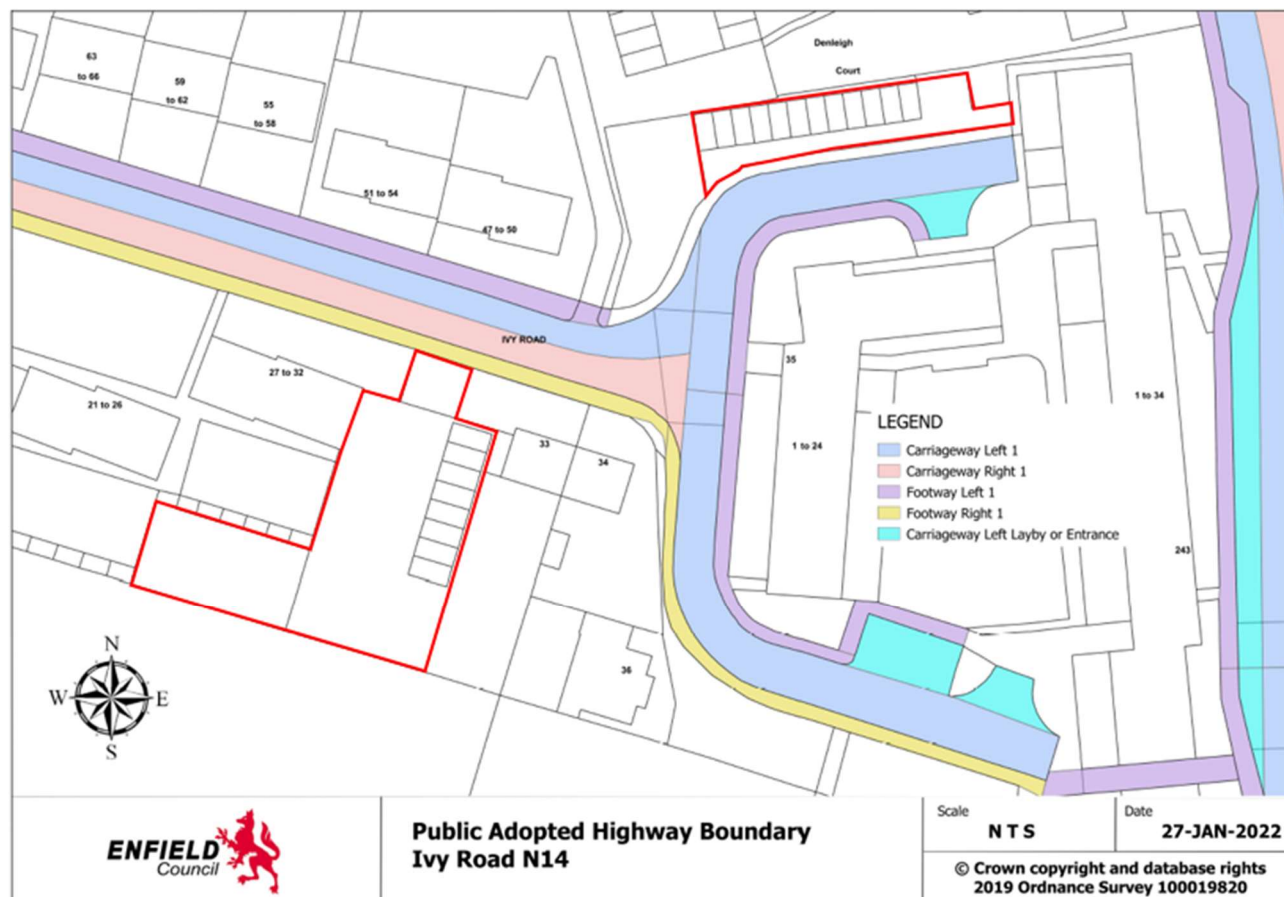 Denleigh
Court
63
to 66
59
to 62
55
to 58
51 to 54
47 to 50
IVY ROAD
27 to 32
21 to 26
33
34
35
1 to 24
1 to 34
243
36
LEGEND
Carriageway Left 1
Carriageway Right 1
Footway Left 1
Footway Right 1
Carriageway Left Layby or Entrance
N
W
E
S
ENFIELD
Council
Public Adopted Highway Boundary
Ivy Road N14
Scale
N T S
Date
27-JAN-2022
© Crown copyright and database rights
2019 Ordnance Survey 100019820